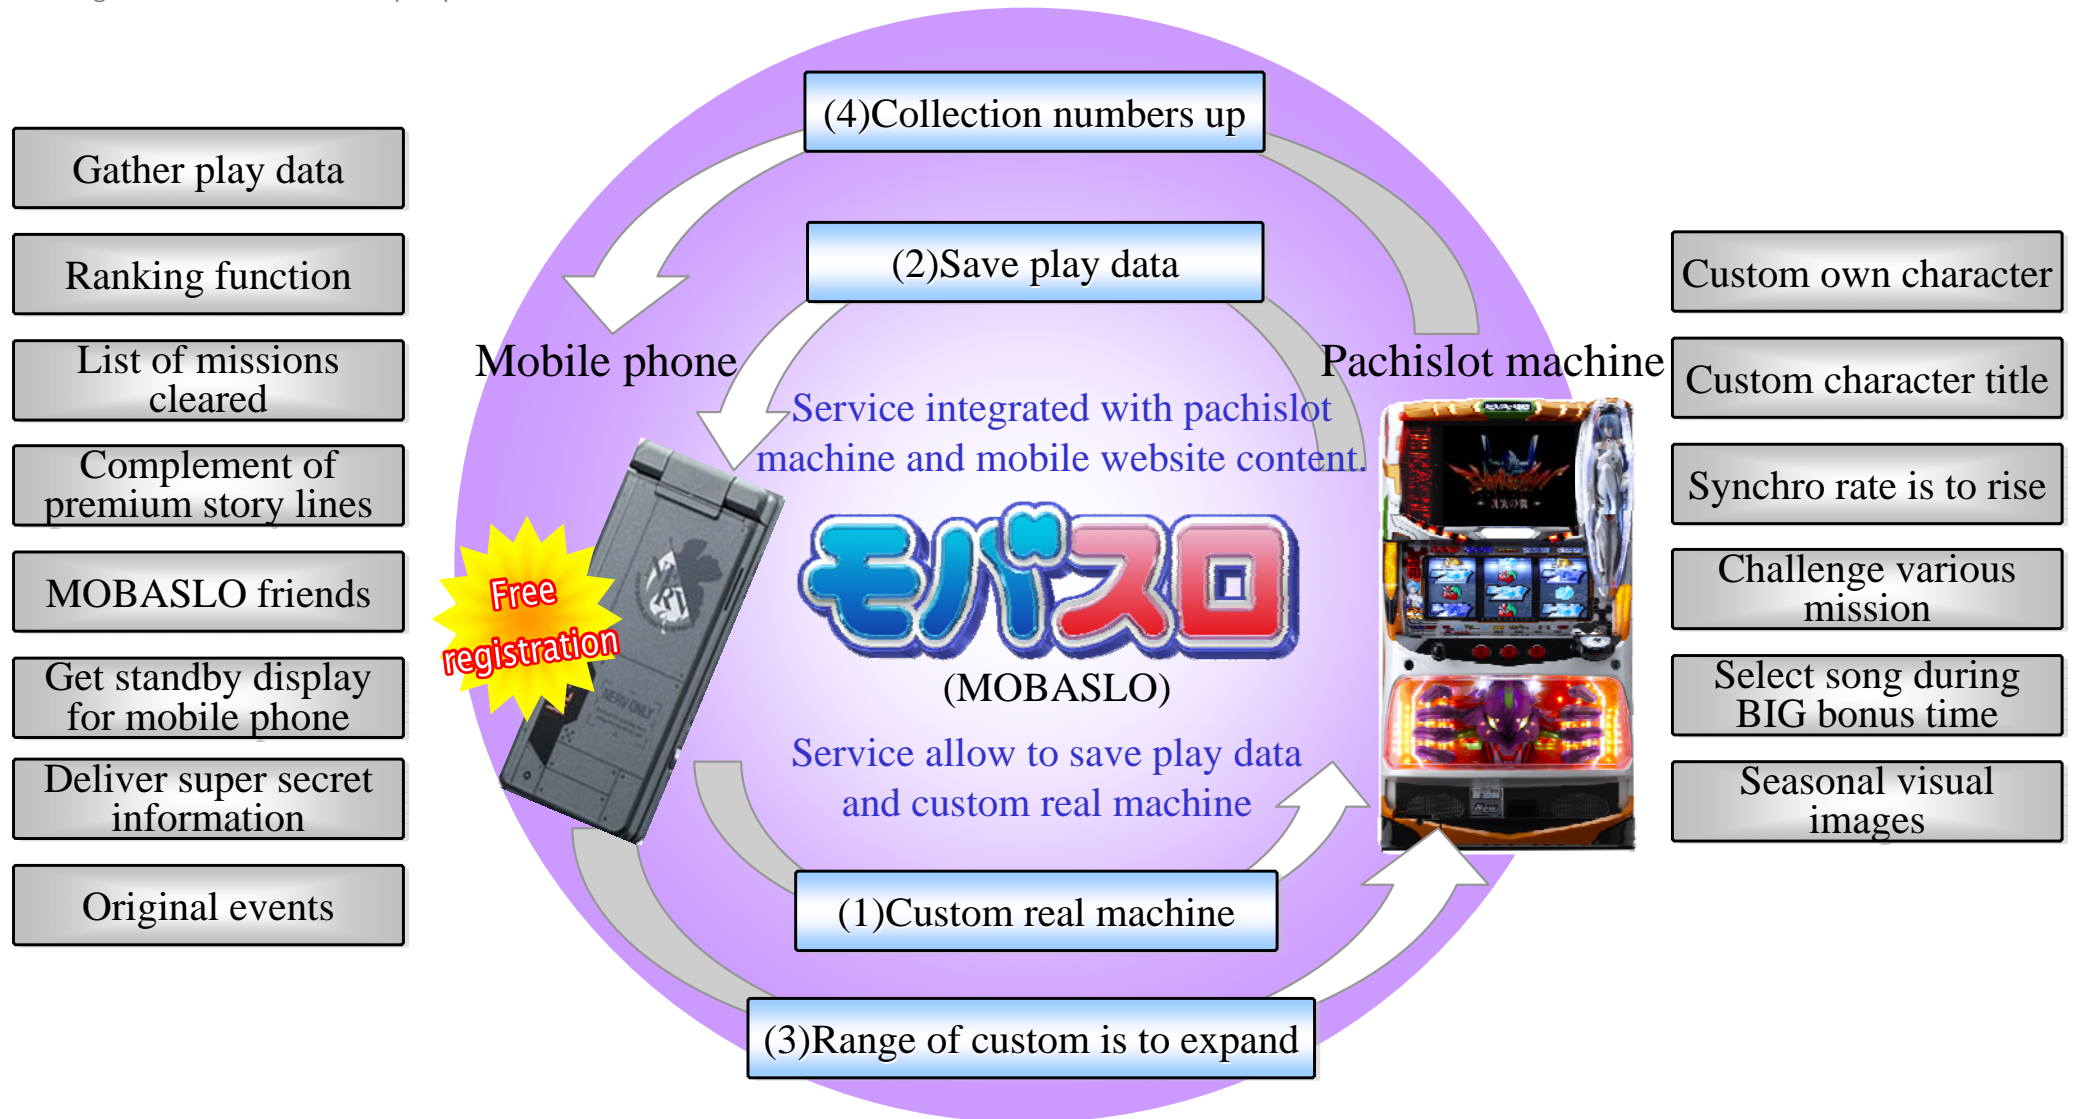 (4)Collection numbers up
Gather play data
(2)Save play data
Ranking function
Custom own character
List of missions
cleared
Mobile phone
Pachislot machine
Custom character title
Service integrated with pachislot
machine and mobile website content.
Complement of
premium story lines
Synchro rate is to rise
モバスロ
(MOBASLO)
Free
registration
MOBASLO friends
Challenge various
mission
NERV ONLY
Get standby display
for mobile phone
Select song during
BIG bonus time
Service allow to save play data
and custom real machine
Deliver super secret
information
Seasonal visual
images
Original events
(1)Custom real machine
(3)Range of custom is to expand